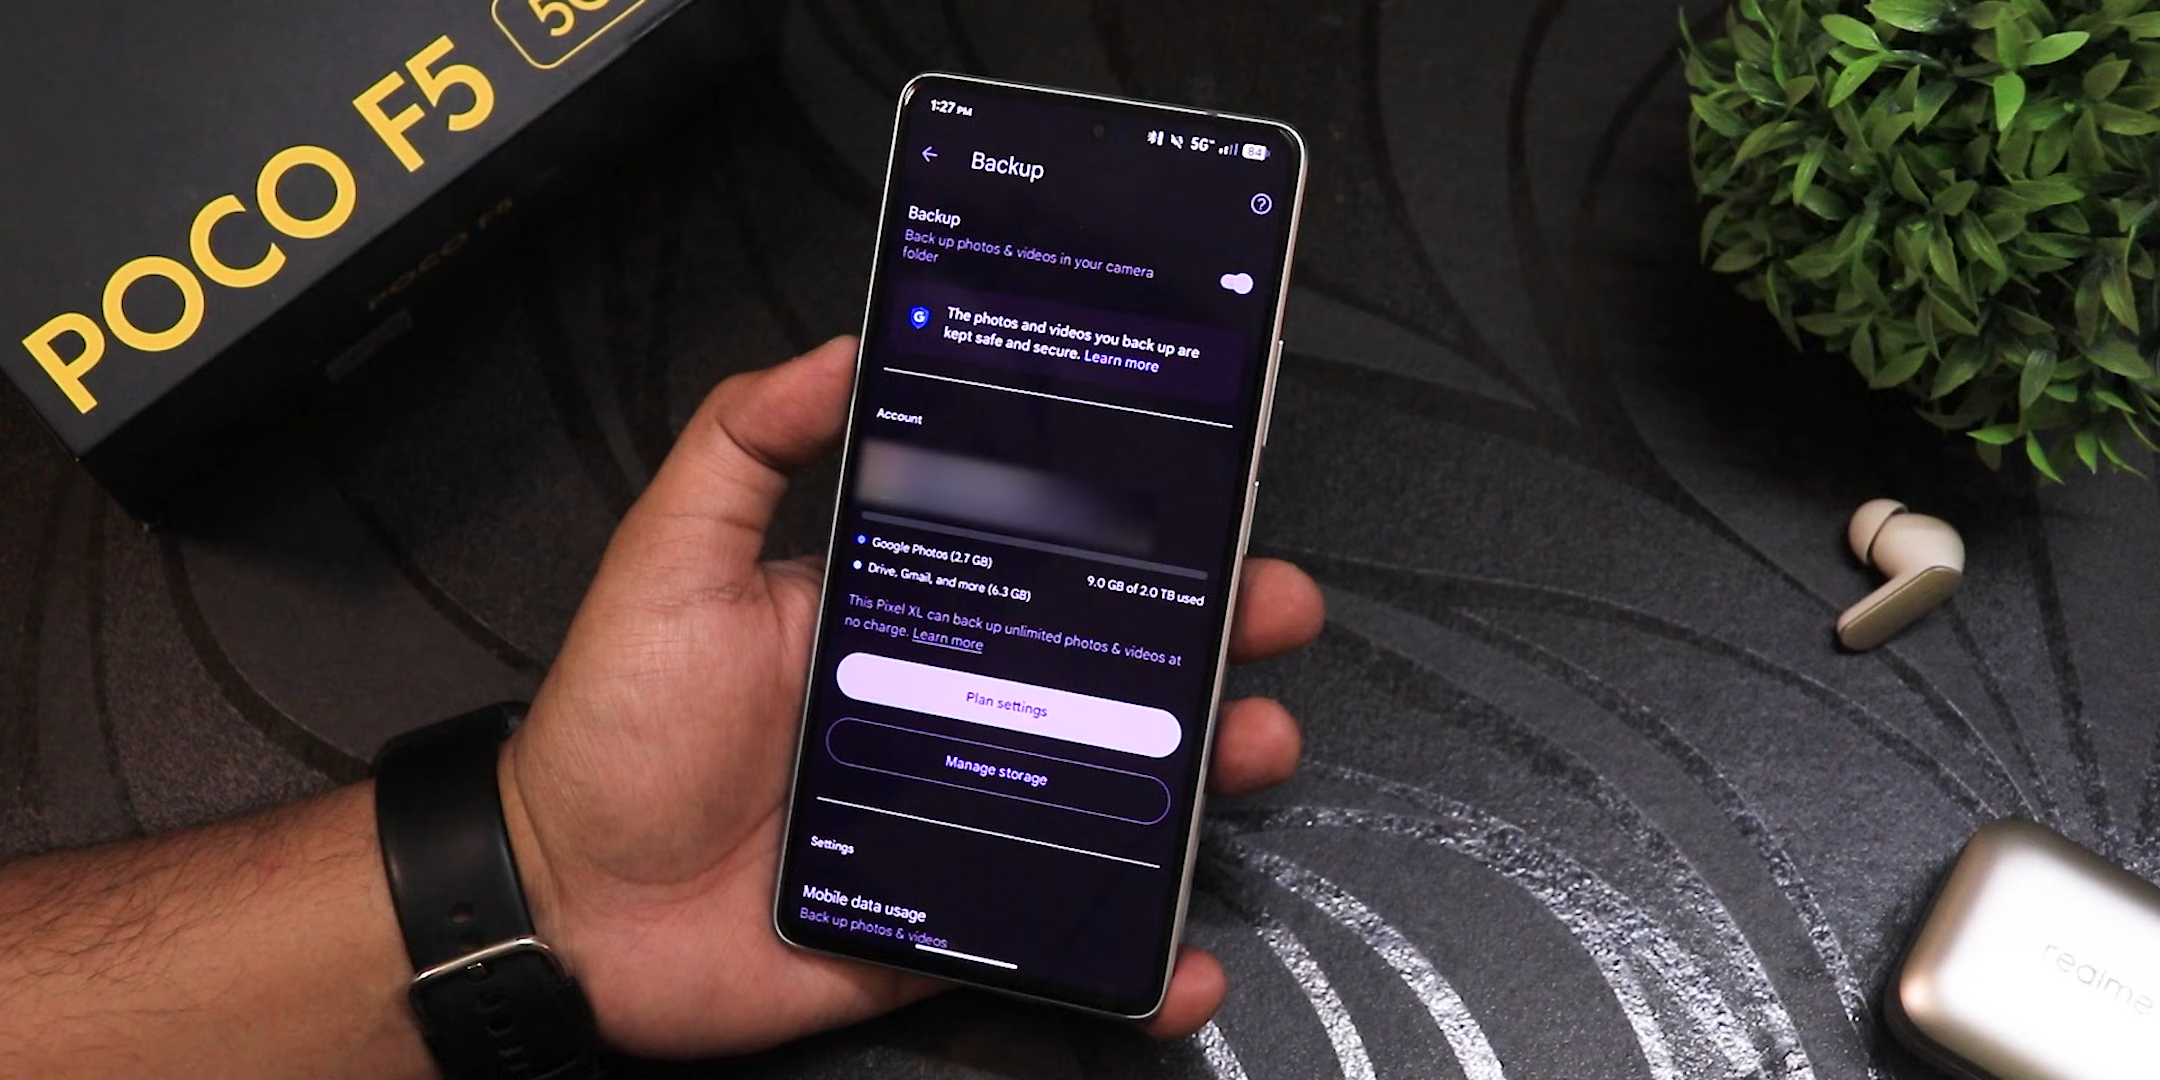 POCO F5
5G
POCO F5
1:27 PM
5G
84
Backup
Backup
Back up photos & videos in your camera
folder
G
The photos and videos you back up are
kept safe and secure. Learn more
Account
Google Photos (2.7 GB)
Drive, Gmail, and more (6.3 GB)
9.0 GB of 2.0 TB used
This Pixel XL can back up unlimited photos & videos at
no charge. Learn more
Plan settings
Manage storage
Settings
Mobile data usage
Back up photos & videos
realme